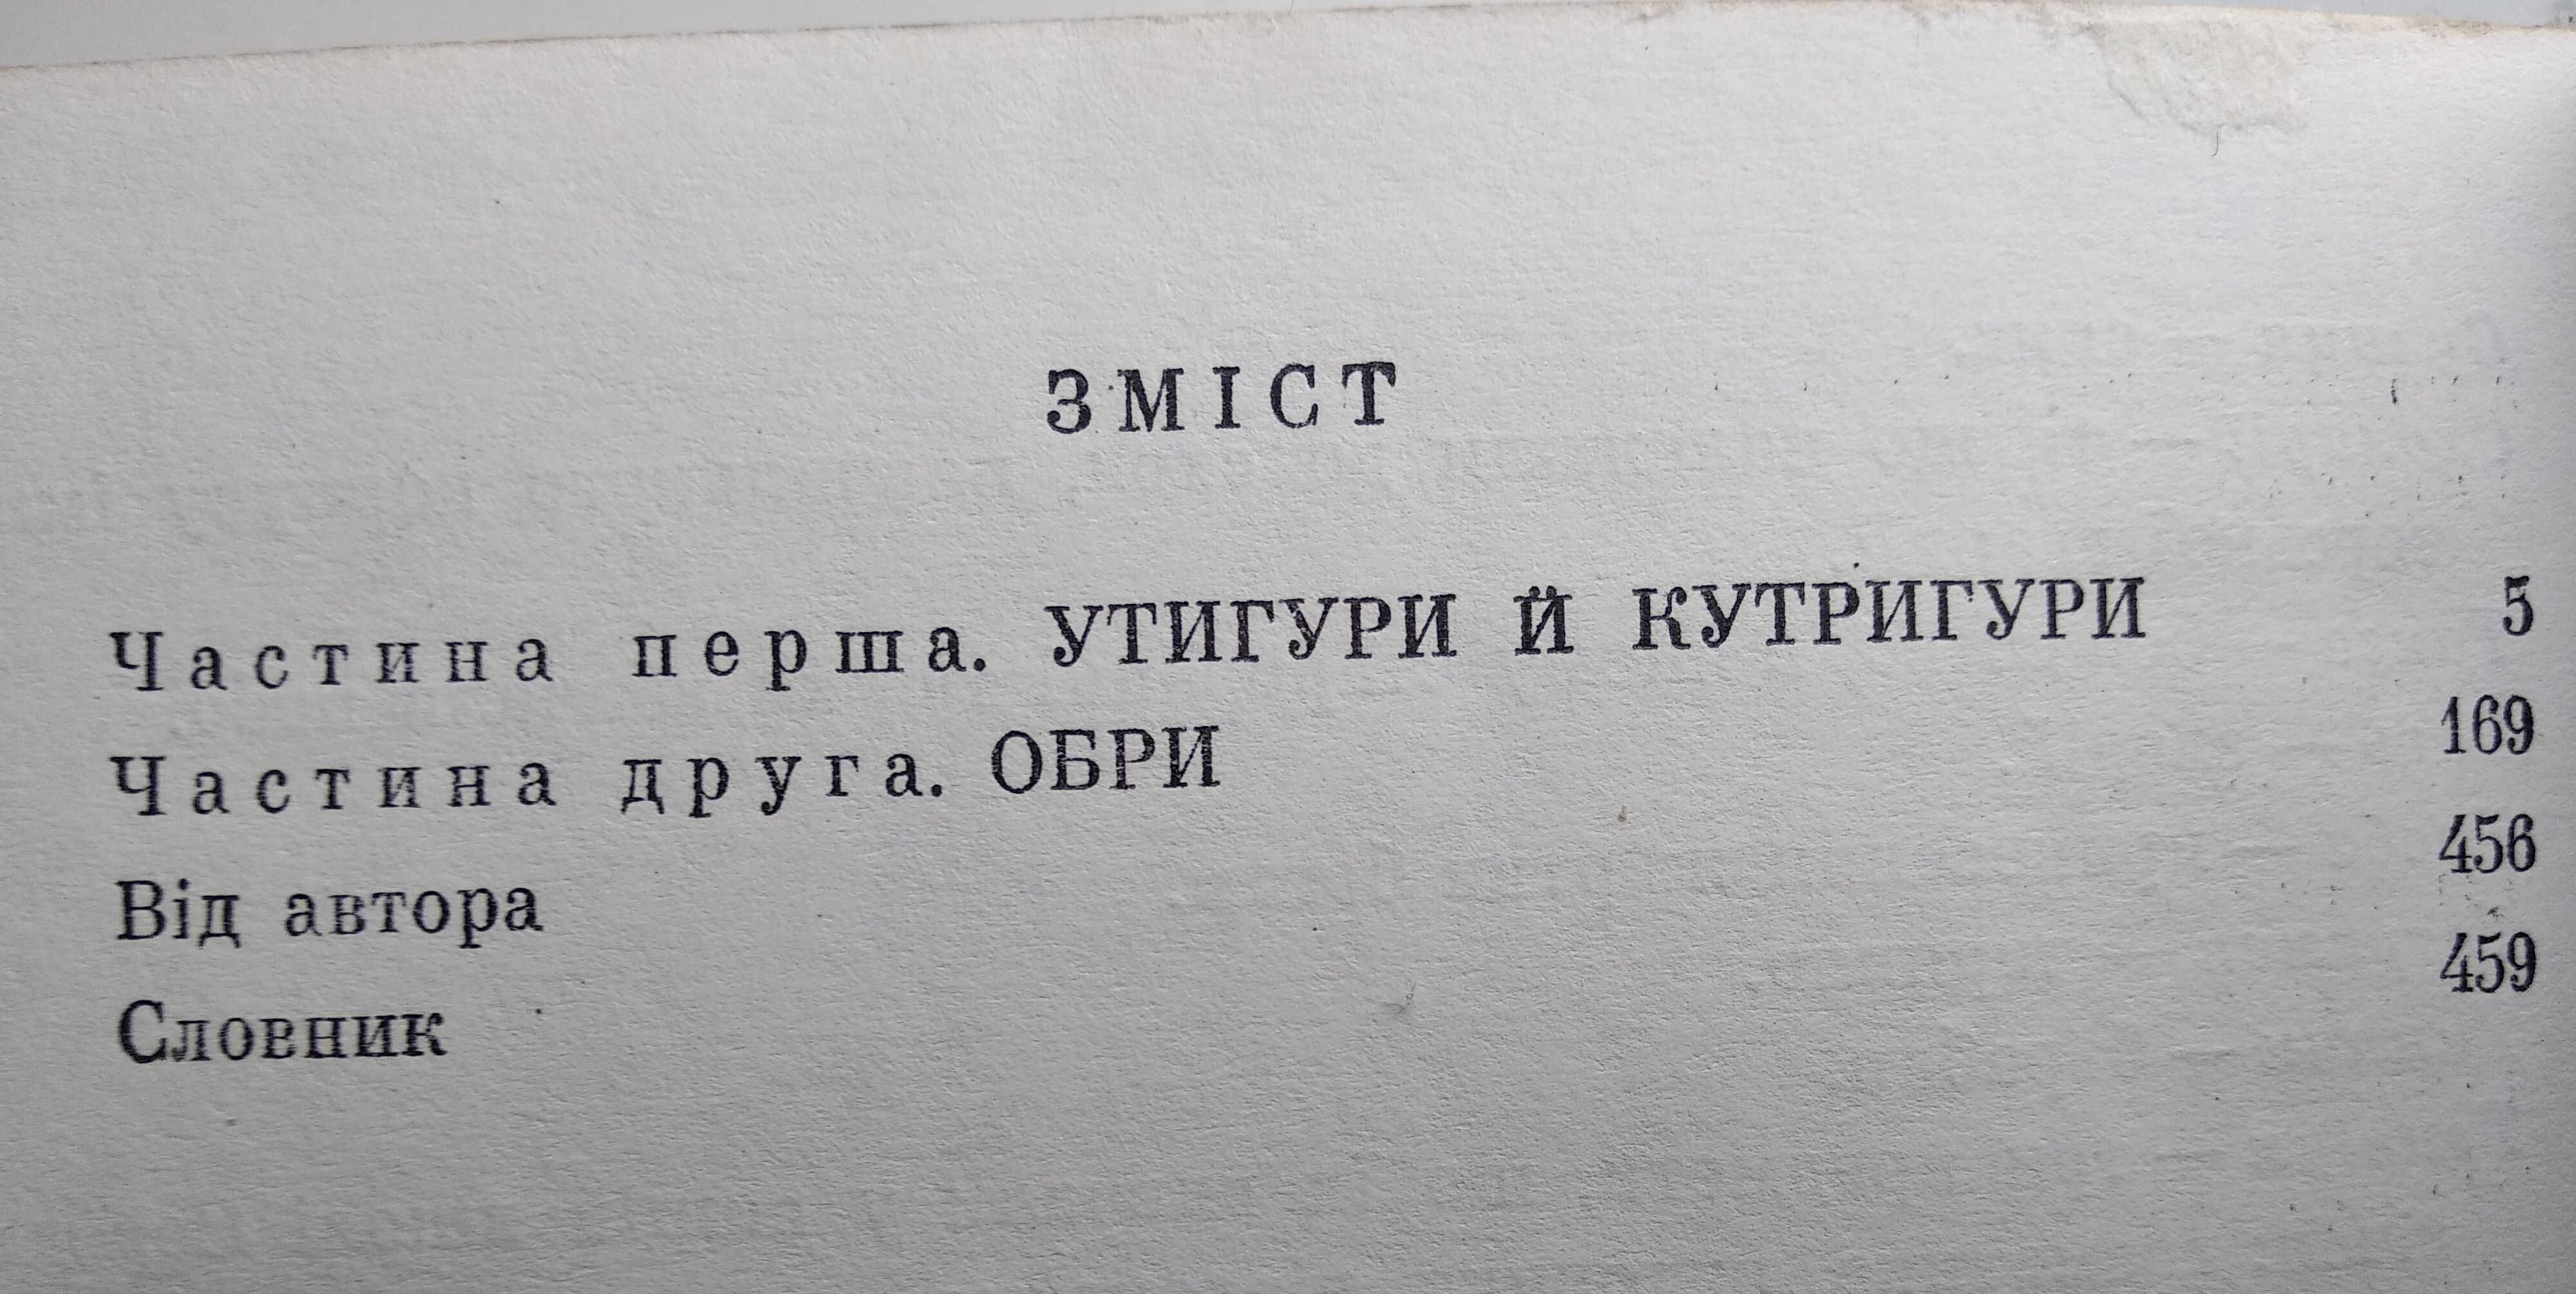 ЗМІСТ
Частина перша. УТИГУРИ Й КУТРИГУРИ 5
Частина друга. ОБРИ 169
Від автора 456
Словник 459